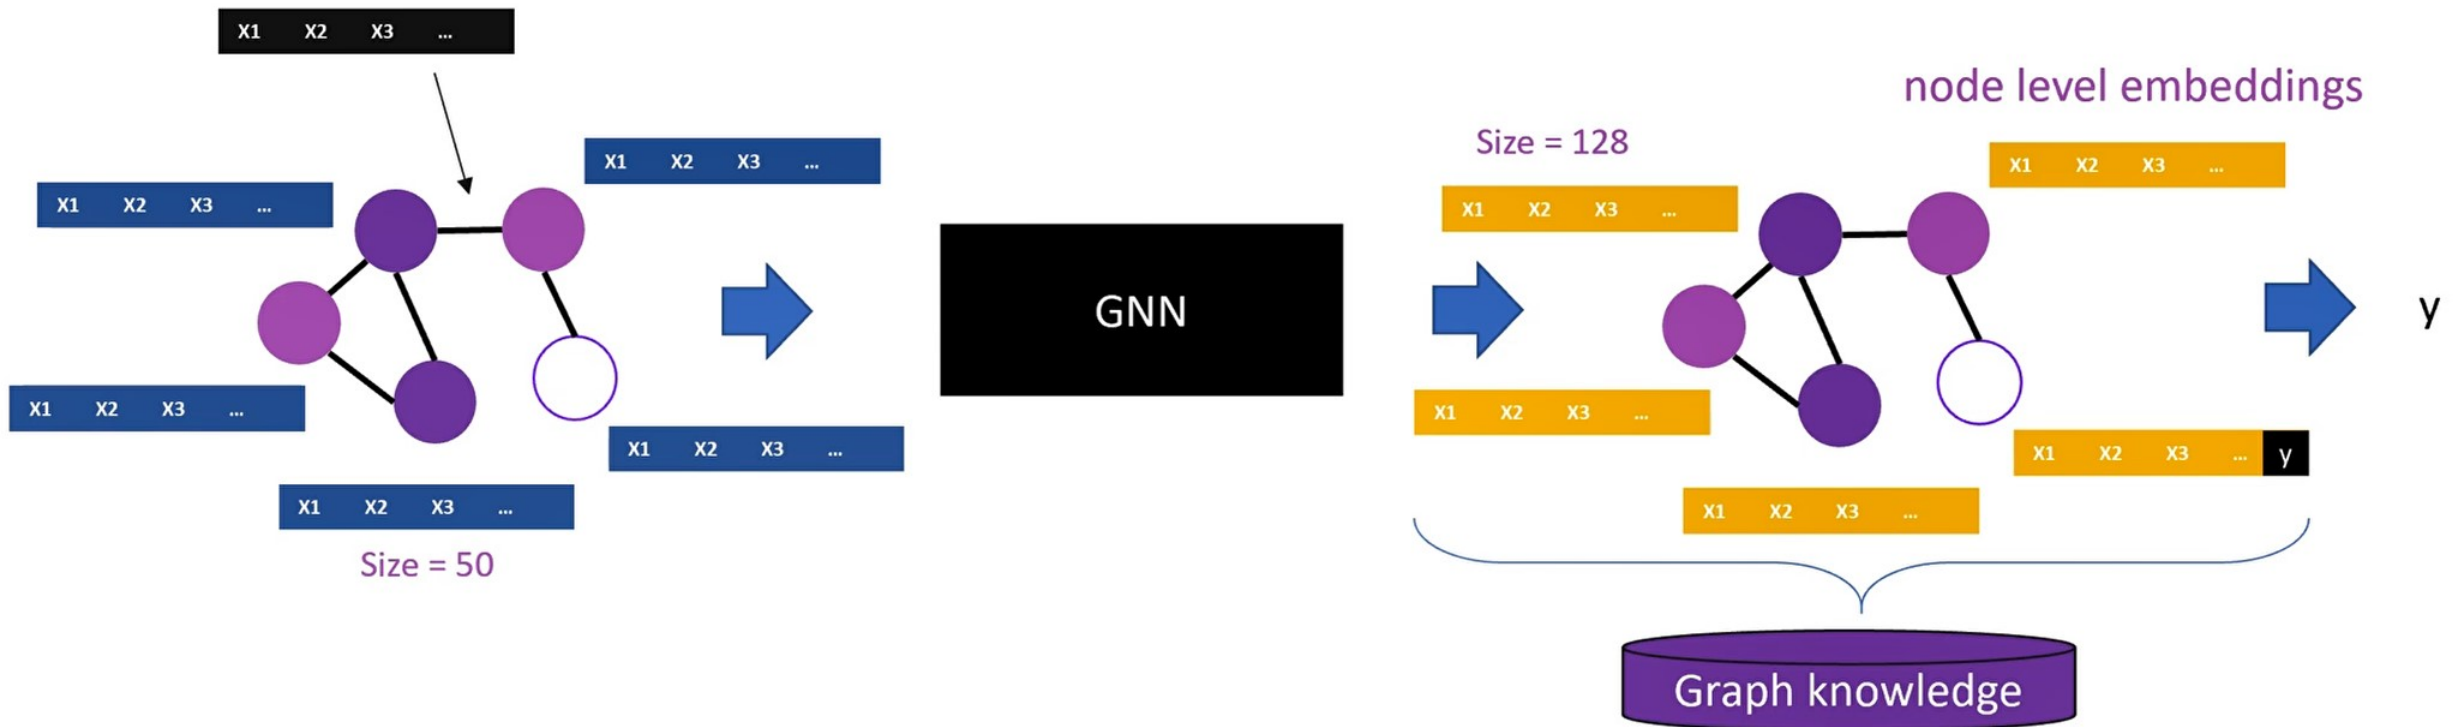 X1 X2 X3 ...
X1 X2 X3 ...
X1 X2 X3 ...
X1 X2 X3 ...
X1 X2 X3 ...
X1 X2 X3 ...
Size = 50
GNN
node level embeddings
Size = 128
X1 X2 X3 ...
X1 X2 X3 ...
X1 X2 X3 ...
X1 X2 X3 ... y
X1 X2 X3 ...
y
Graph knowledge